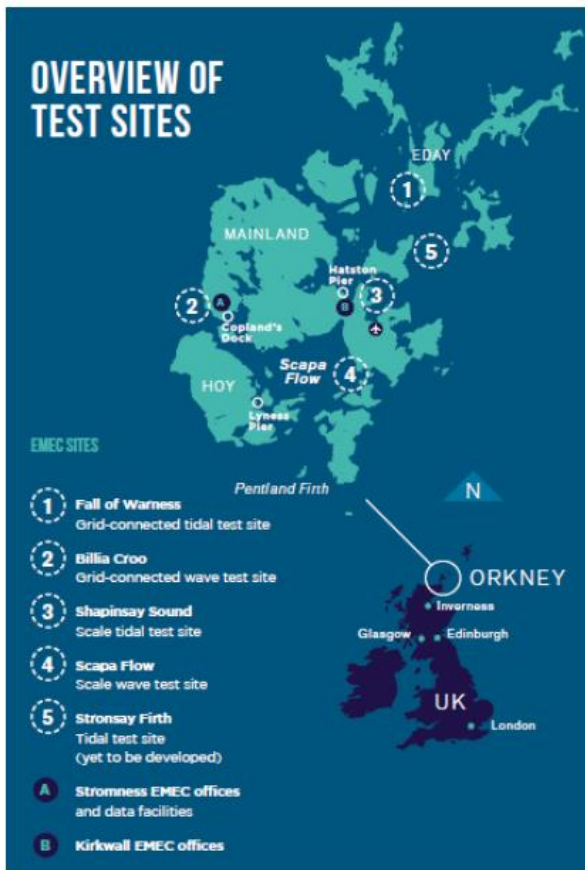 OVERVIEW OF
TEST SITES
EDAY
1
5
MAINLAND
Hatston
Pier
3
2
A
B
Copland's
Dock
Scapa
Flow
4
HOY
Lyness
Pier
EMEC SITES
Pentland Firth
N
1
Fall of Warness
Grid-connected tidal test site
2
Billia Croo
Grid-connected wave test site
3
Shapinsay Sound
Scale tidal test site
4
Scapa Flow
Scale wave test site
5
Stronsay Firth
Tidal test site
(yet to be developed)
A
Stromness EMEC offices
and data facilities
B
Kirkwall EMEC offices
ORKNEY
Inverness
Glasgow
Edinburgh
UK
London